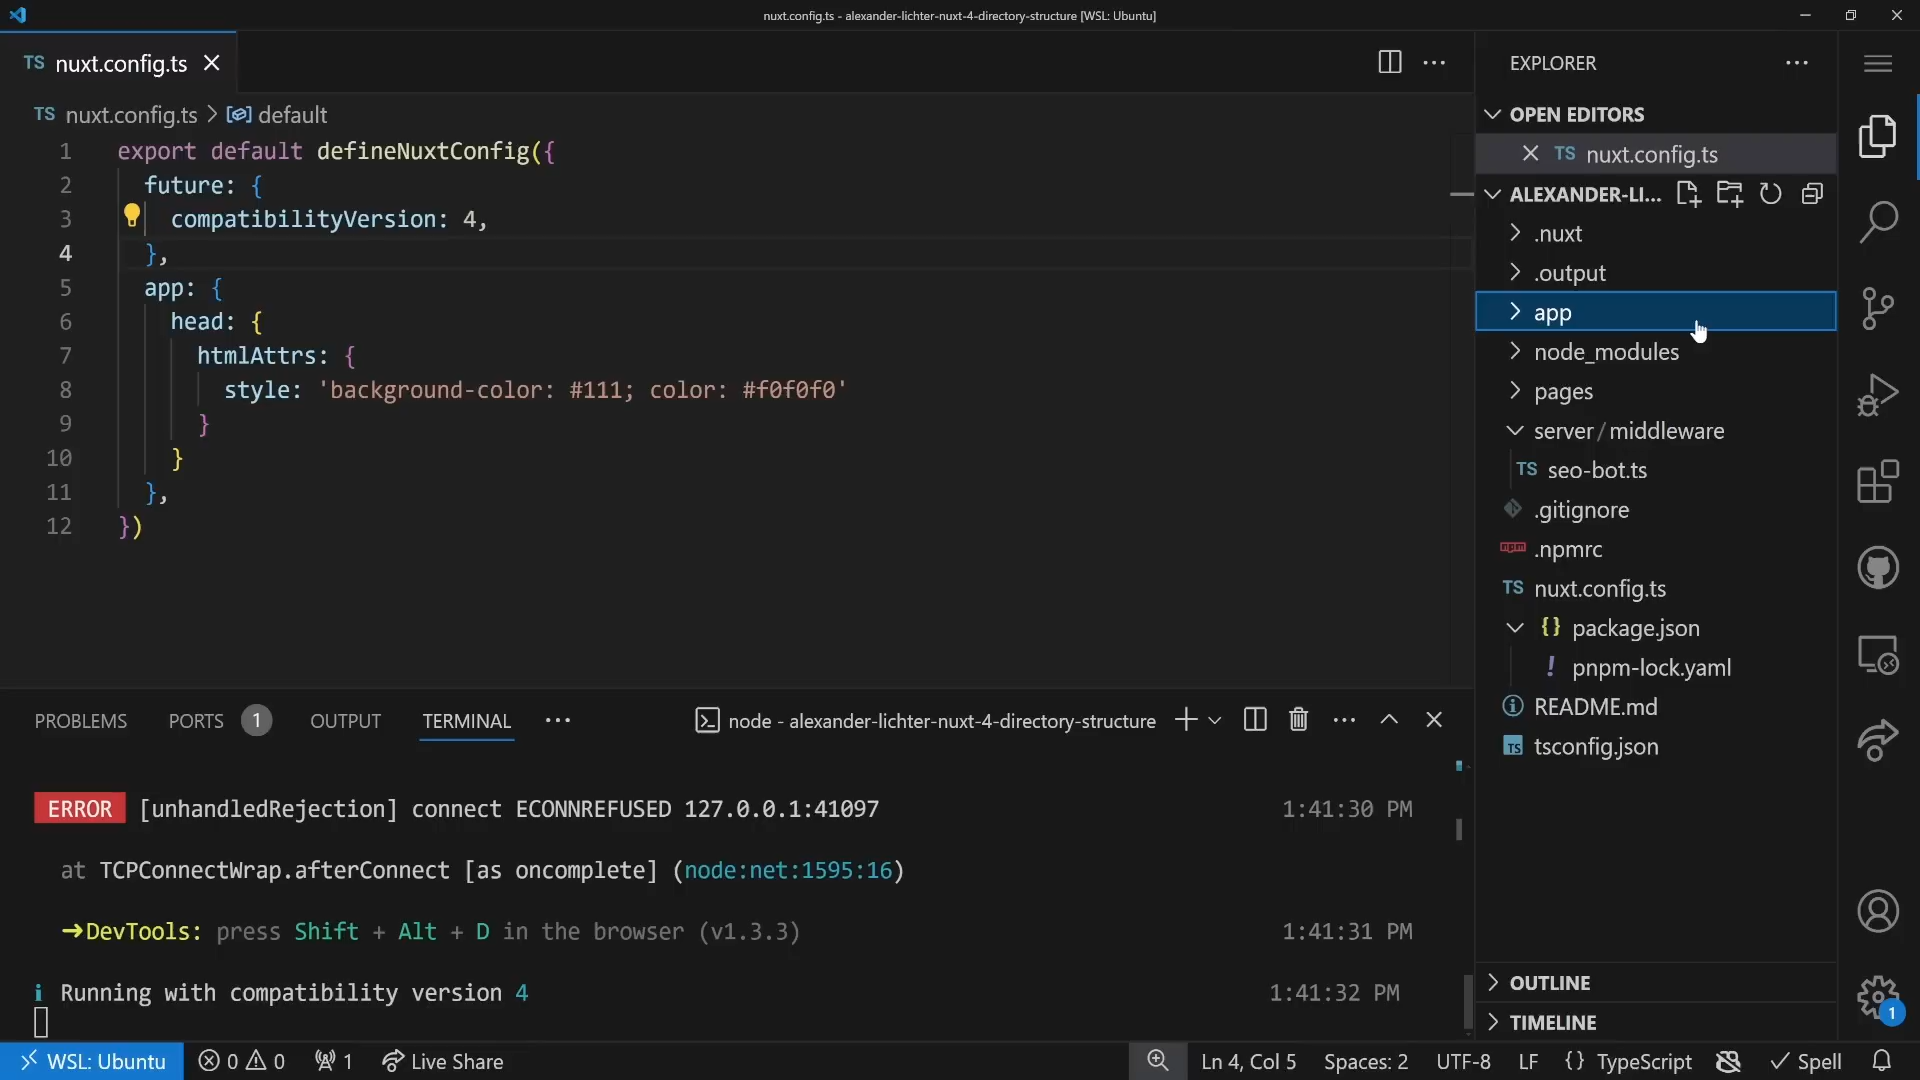 nuxt.config.ts - alexander-lichter-nuxt-4-directory-structure [WSL: Ubuntu]
TS nuxt.config.ts
TS nuxt.config.ts > default
1 export default defineNuxtConfig({
2 future: {
3 compatibilityVersion: 4,
4 },
5 app: {
6 head: {
7 htmlAttrs: {
8 style: 'background-color: #111; color: #f0f0f0'
9 }
10 }
11 },
12 })
PROBLEMS PORTS 1 OUTPUT TERMINAL ···
node - alexander-lichter-nuxt-4-directory-structure
ERROR [unhandledRejection] connect ECONNREFUSED 127.0.0.1:41097 1:41:30 PM
at TCPConnectWrap.afterConnect [as oncomplete] (node:net:1595:16)
➜DevTools: press Shift + Alt + D in the browser (v1.3.3) 1:41:31 PM
i Running with compatibility version 4 1:41:32 PM
EXPLORER
OPEN EDITORS
TS nuxt.config.ts
ALEXANDER-LI...
.nuxt
.output
app
node_modules
pages
server/middleware
TS seo-bot.ts
.gitignore
.npmrc
TS nuxt.config.ts
{} package.json
! pnpm-lock.yaml
README.md
TS tsconfig.json
OUTLINE
TIMELINE
1
WSL: Ubuntu 0 0 1 Live Share Ln 4, Col 5 Spaces: 2 UTF-8 LF {} TypeScript Spell